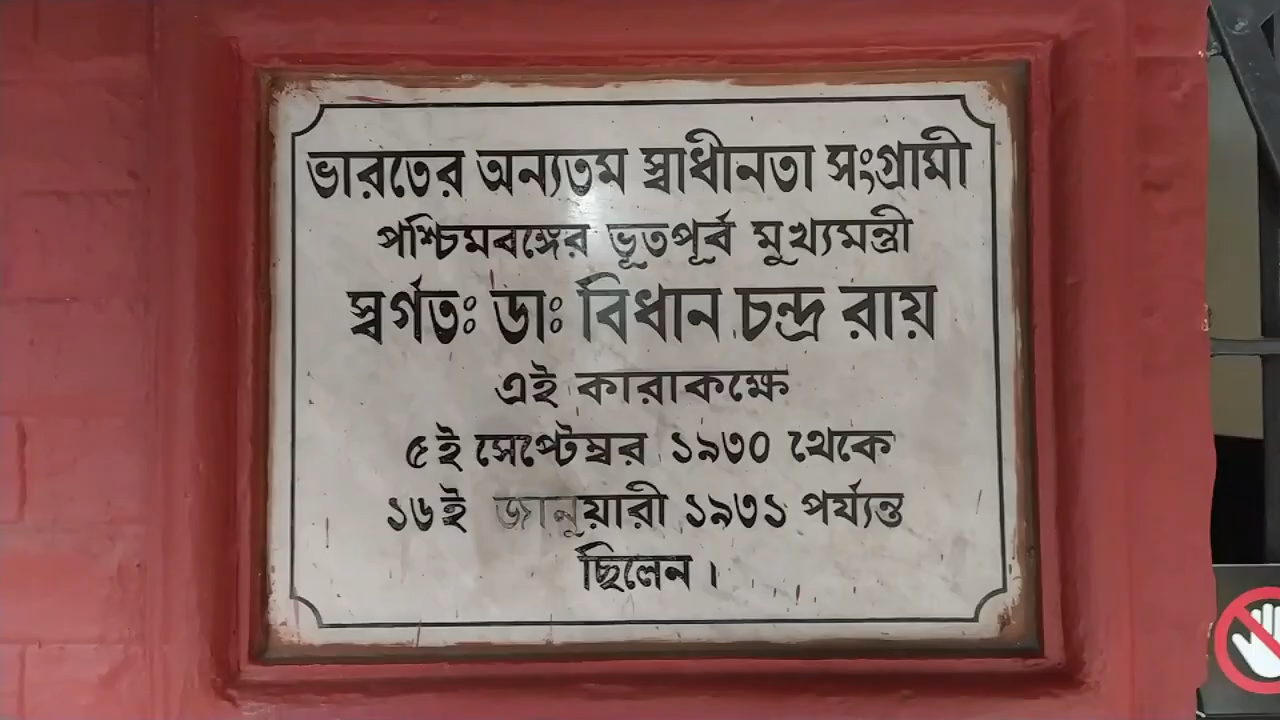 ভারতের অন্যতম স্বাধীনতা সংগ্রামী
পশ্চিমবঙ্গের ভূতপূর্ব মুখ্যমন্ত্রী
স্বর্গতঃ ডাঃ বিধান চন্দ্র রায়
এই কারাকক্ষে
৫ই সেপ্টেম্বর ১৯৩০ থেকে
১৬ই জানুয়ারী ১৯৩১ পর্য্যন্ত
ছিলেন।